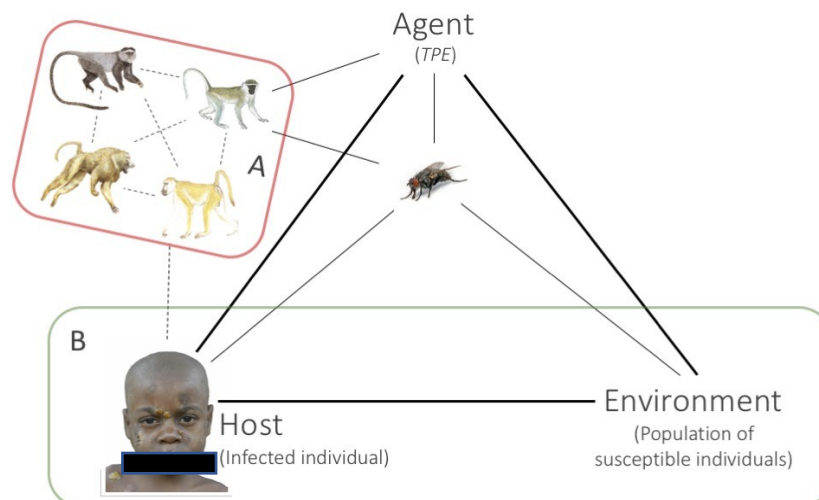 Agent
(TPE)
A
B
Host
(Infected individual)
Environment
(Population of
susceptible individuals)